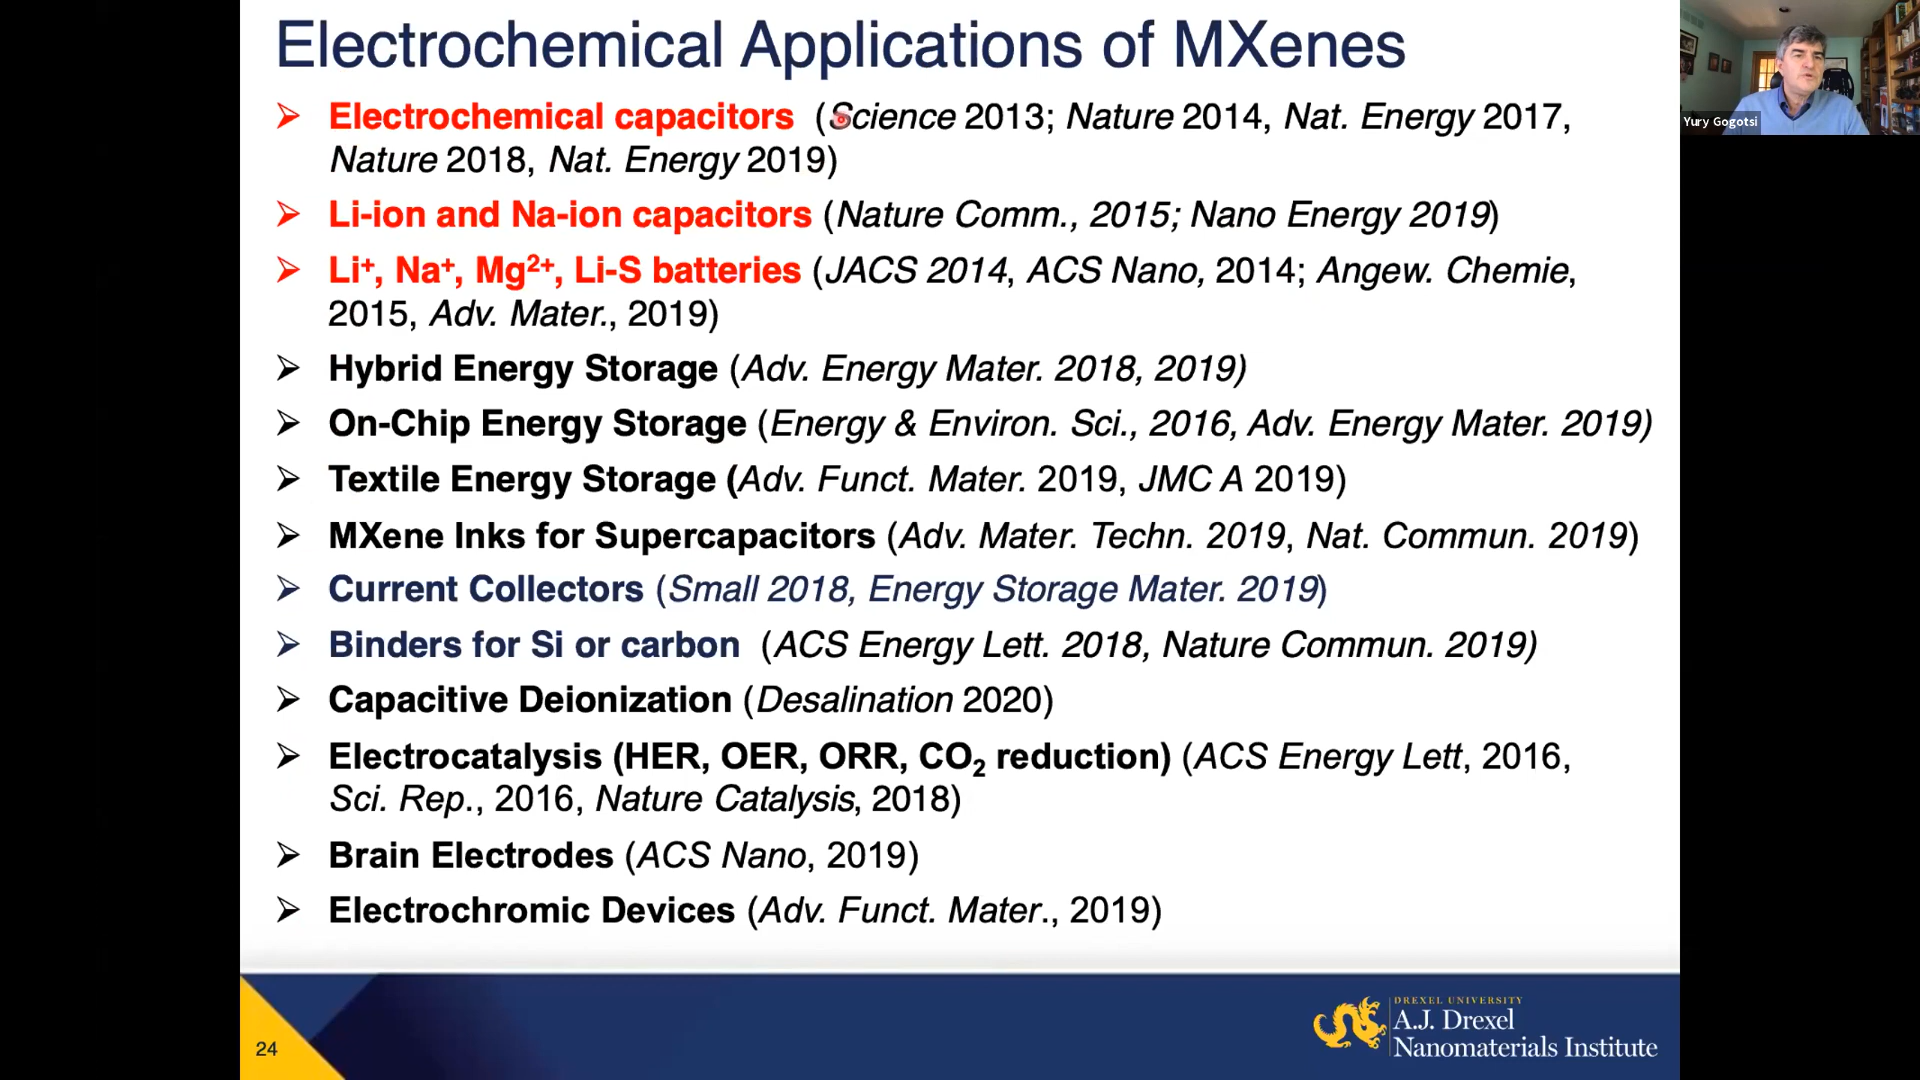 Electrochemical Applications of MXenes
Yury Gogotsi
➢ Electrochemical capacitors (Science 2013; Nature 2014, Nat. Energy 2017,
Nature 2018, Nat. Energy 2019)
➢ Li-ion and Na-ion capacitors (Nature Comm., 2015; Nano Energy 2019)
➢ Li⁺, Na⁺, Mg²⁺, Li-S batteries (JACS 2014, ACS Nano, 2014; Angew. Chemie,
2015, Adv. Mater., 2019)
➢ Hybrid Energy Storage (Adv. Energy Mater. 2018, 2019)
➢ On-Chip Energy Storage (Energy & Environ. Sci., 2016, Adv. Energy Mater. 2019)
➢ Textile Energy Storage (Adv. Funct. Mater. 2019, JMC A 2019)
➢ MXene Inks for Supercapacitors (Adv. Mater. Techn. 2019, Nat. Commun. 2019)
➢ Current Collectors (Small 2018, Energy Storage Mater. 2019)
➢ Binders for Si or carbon (ACS Energy Lett. 2018, Nature Commun. 2019)
➢ Capacitive Deionization (Desalination 2020)
➢ Electrocatalysis (HER, OER, ORR, CO₂ reduction) (ACS Energy Lett, 2016,
Sci. Rep., 2016, Nature Catalysis, 2018)
➢ Brain Electrodes (ACS Nano, 2019)
➢ Electrochromic Devices (Adv. Funct. Mater., 2019)
24
DREXEL UNIVERSITY
A.J. Drexel
Nanomaterials Institute